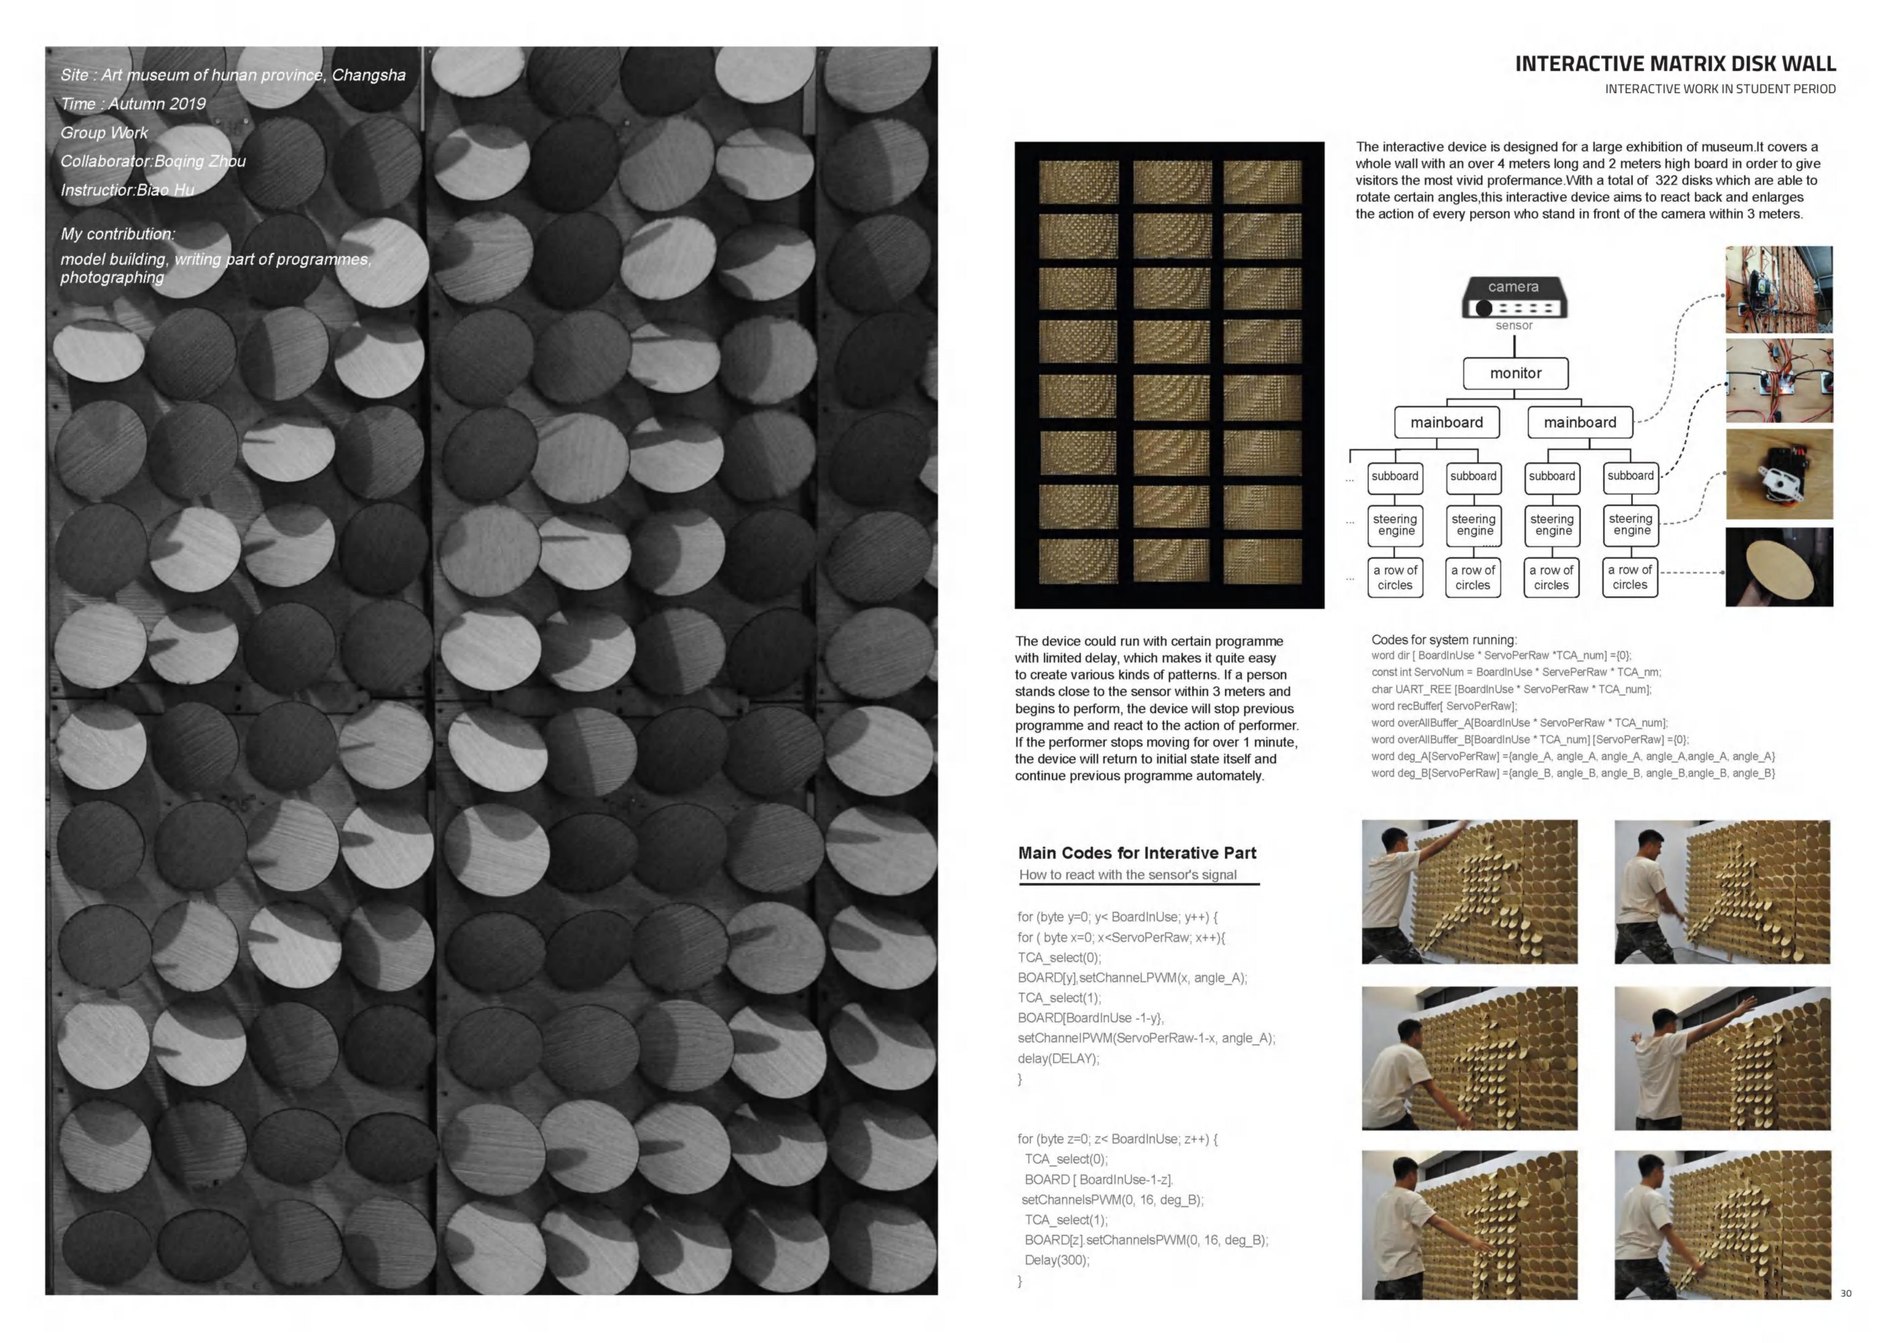 Site : Art museum of hunan province, Changsha
Time : Autumn 2019
Group Work
Collaborator:Boqing Zhou
Instructior:Biao Hu
My contribution:
model building, writing part of programmes,
photographing
INTERACTIVE MATRIX DISK WALL
INTERACTIVE WORK IN STUDENT PERIOD
The interactive device is designed for a large exhibition of museum.It covers a
whole wall with an over 4 meters long and 2 meters high board in order to give
visitors the most vivid profermance.With a total of 322 disks which are able to
rotate certain angles,this interactive device aims to react back and enlarges
the action of every person who stand in front of the camera within 3 meters.
camera
sensor
monitor
mainboard mainboard
... subboard subboard subboard subboard
... steering steering steering steering
engine engine engine engine
... a row of a row of a row of a row of
circles circles circles circles
The device could run with certain programme
with limited delay, which makes it quite easy
to create various kinds of patterns. If a person
stands close to the sensor within 3 meters and
begins to perform, the device will stop previous
programme and react to the action of performer.
If the performer stops moving for over 1 minute,
the device will return to initial state itself and
continue previous programme automately.
Codes for system running:
word dir [ BoardInUse * ServoPerRaw *TCA_num] ={0};
const int ServoNum = BoardInUse * ServePerRaw * TCA_nm;
char UART_REE [BoardInUse * ServoPerRaw * TCA_num];
word recBuffer[ ServoPerRaw];
word overAllBuffer_A[BoardInUse * ServoPerRaw * TCA_num];
word overAllBuffer_B[BoardInUse * TCA_num] [ServoPerRaw] ={0};
word deg_A[ServoPerRaw] ={angle_A, angle_A, angle_A, angle_A,angle_A, angle_A}
word deg_B[ServoPerRaw] ={angle_B, angle_B, angle_B, angle_B,angle_B, angle_B}
Main Codes for Interative Part
How to react with the sensor's signal
for (byte y=0; y< BoardInUse; y++) {
for ( byte x=0; x<ServoPerRaw; x++){
TCA_select(0);
BOARD[y],setChanneLPWM(x, angle_A);
TCA_select(1);
BOARD[BoardInUse -1-y},
setChannelPWM(ServoPerRaw-1-x, angle_A);
delay(DELAY);
}
for (byte z=0; z< BoardInUse; z++) {
TCA_select(0);
BOARD [ BoardInUse-1-z].
setChannelsPWM(0, 16, deg_B);
TCA_select(1);
BOARD[z].setChannelsPWM(0, 16, deg_B);
Delay(300);
}
30